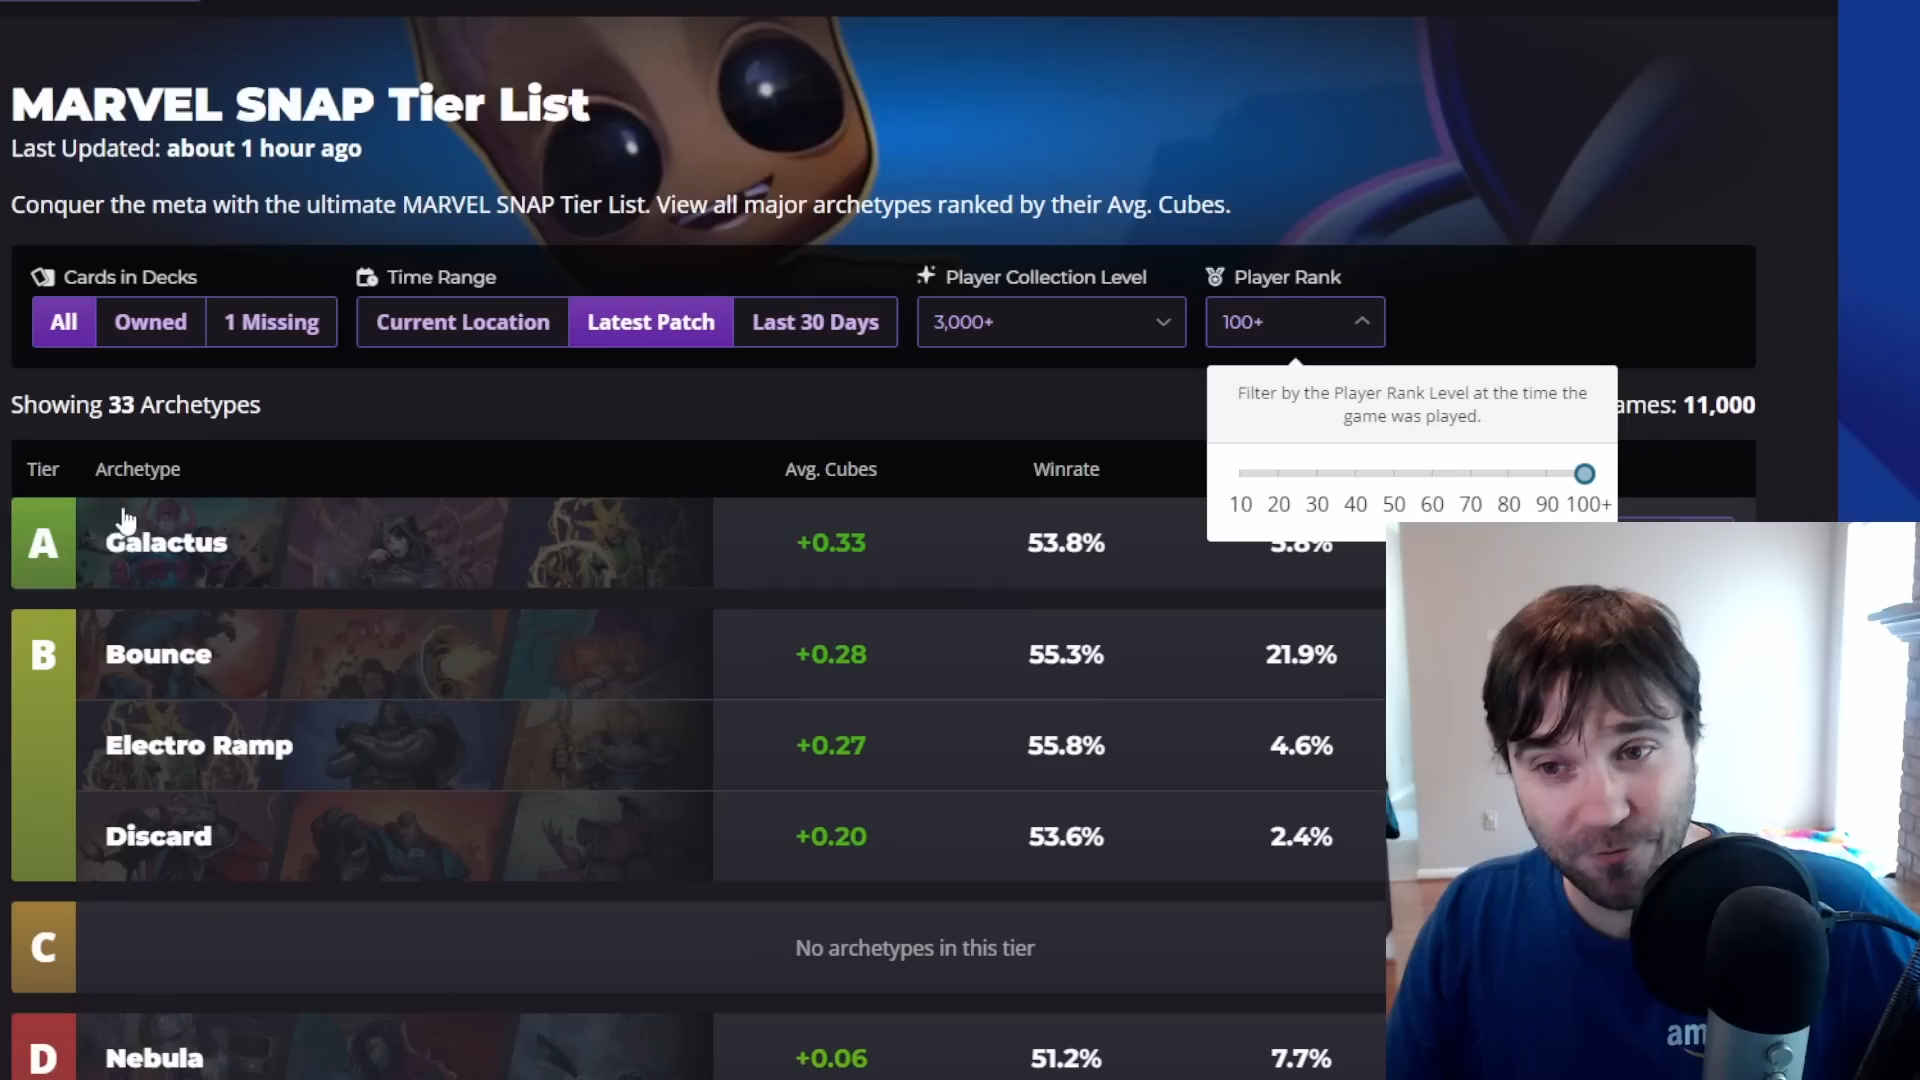 MARVEL SNAP Tier List
Last Updated: about 1 hour ago
Conquer the meta with the ultimate MARVEL SNAP Tier List. View all major archetypes ranked by their Avg. Cubes.
Cards in Decks
Time Range
Player Collection Level
Player Rank
All
Owned
1 Missing
Current Location
Latest Patch
Last 30 Days
3,000+
100+
Filter by the Player Rank Level at the time the
game was played.
Showing 33 Archetypes
ames: 11,000
Tier
Archetype
Avg. Cubes
Winrate
10 20 30 40 50 60 70 80 90 100+
A
Galactus
+0.33
53.8%
3.8%
B
Bounce
+0.28
55.3%
21.9%
Electro Ramp
+0.27
55.8%
4.6%
Discard
+0.20
53.6%
2.4%
C
No archetypes in this tier
D
Nebula
+0.06
51.2%
7.7%
am